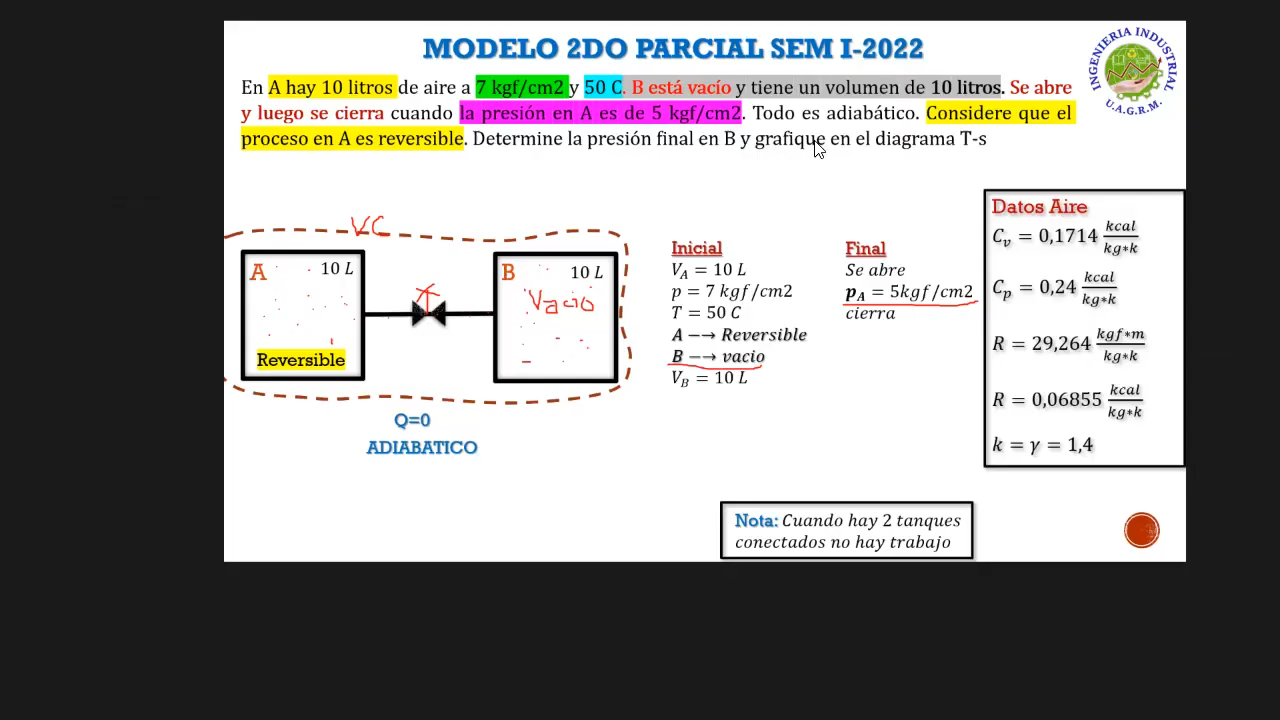 MODELO 2DO PARCIAL SEM I-2022
En A hay 10 litros de aire a 7 kgf/cm2 y 50 C. B está vacío y tiene un volumen de 10 litros. Se abre
y luego se cierra cuando la presión en A es de 5 kgf/cm2. Todo es adiabático. Considere que el
proceso en A es reversible. Determine la presión final en B y grafique en el diagrama T-s
INGENIERIA INDUSTRIAL
U.A.G.R.M.
VC
A 10 L
Reversible
B 10 L
Vacio
Q=0
ADIABATICO
Inicial
V_A = 10 L
p = 7 kgf/cm2
T = 50 C
A −→ Reversible
B −→ vacio
V_B = 10 L
Final
Se abre
p_A = 5kgf/cm2
cierra
Datos Aire
C_v = 0,1714 kcal/kg∗k
C_p = 0,24 kcal/kg∗k
R = 29,264 kgf∗m/kg∗k
R = 0,06855 kcal/kg∗k
k = γ = 1,4
Nota: Cuando hay 2 tanques
conectados no hay trabajo